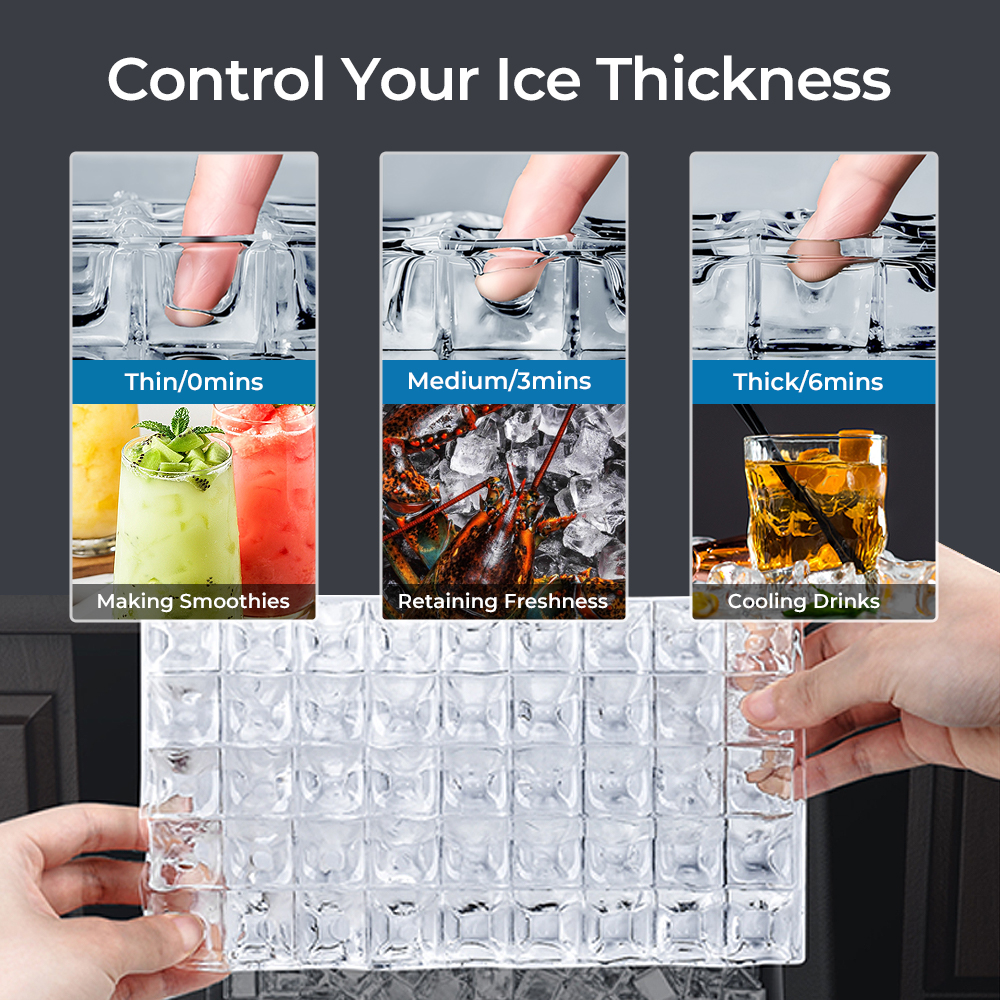 Control Your Ice Thickness
Thin/0mins
Medium/3mins
Thick/6mins
Making Smoothies
Retaining Freshness
Cooling Drinks